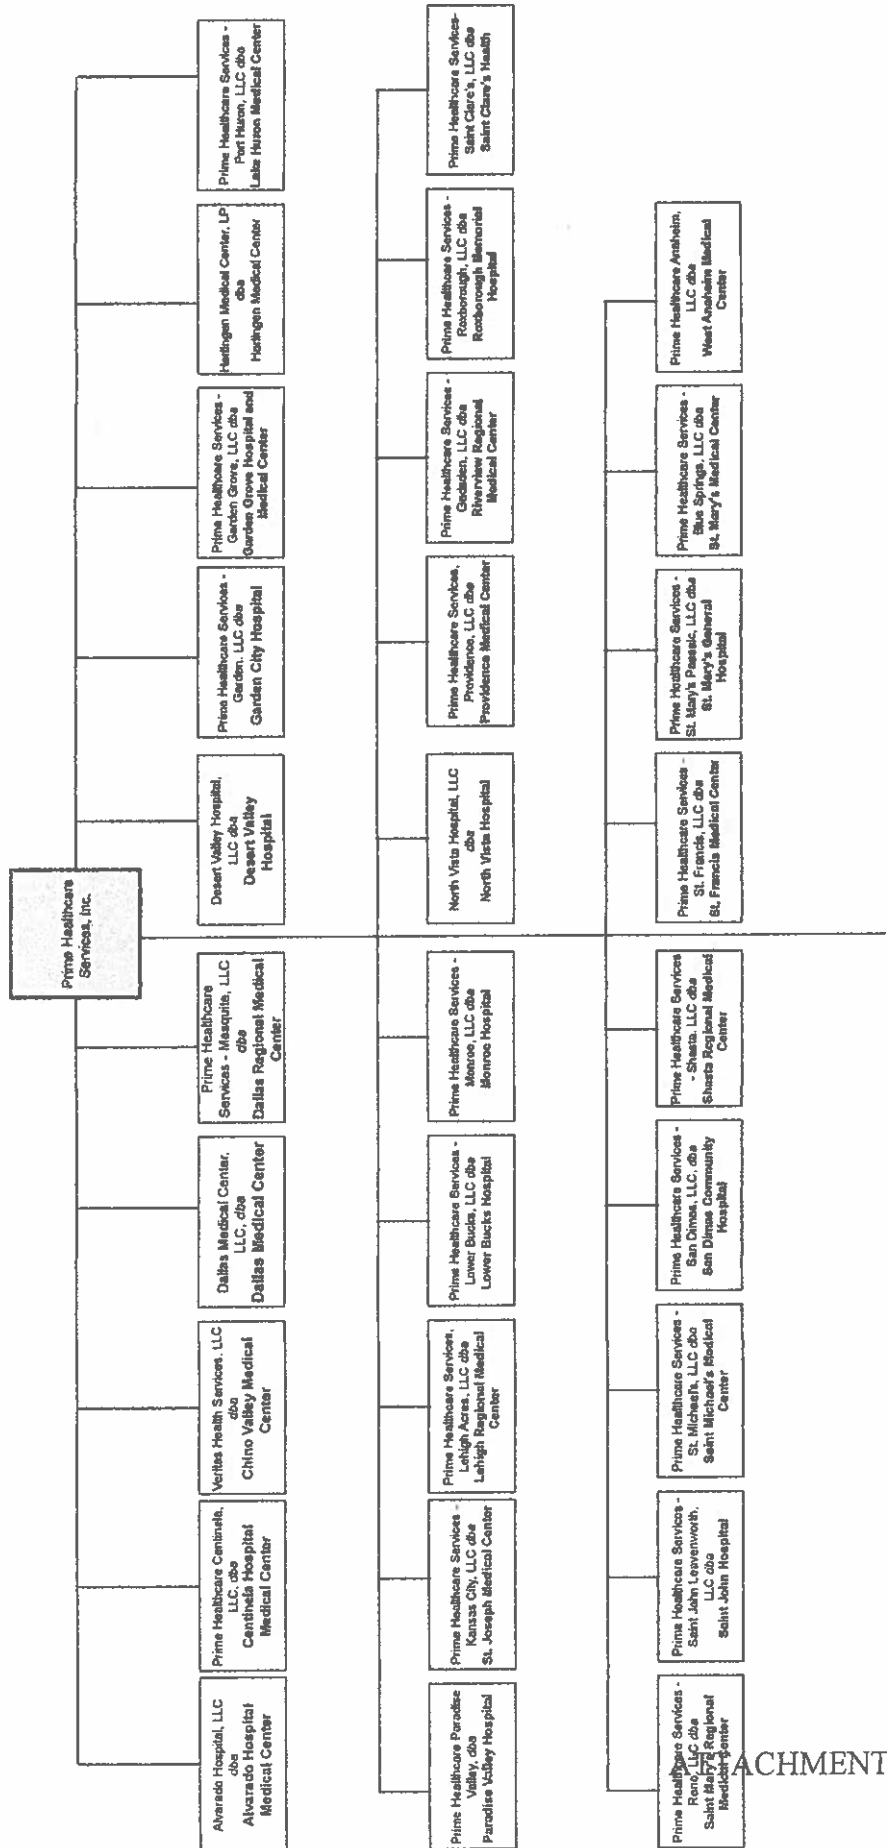 Prime Healthcare
Services, Inc.
Alvarado Hospital, LLC
dba
Alvarado Hospital
Medical Center
Prime Healthcare Centinela,
LLC, dba
Centinela Hospital
Medical Center
Veritas Health Services, LLC
dba
Chino Valley Medical
Center
Dallas Medical Center,
LLC, dba
Dallas Medical Center
Prime Healthcare
Services - Mesquite, LLC
dba
Dallas Regional Medical
Center
Desert Valley Hospital,
LLC dba
Desert Valley
Hospital
Prime Healthcare Services -
Garden, LLC dba
Garden City Hospital
Prime Healthcare Services -
Garden Grove, LLC dba
Garden Grove Hospital and
Medical Center
Harlingen Medical Center, LP
dba
Harlingen Medical Center
Prime Healthcare Services -
Port Huron, LLC dba
Lake Huron Medical Center
Prime Healthcare Paradise
Valley, dba
Paradise Valley Hospital
Prime Healthcare Services -
Kansas City, LLC dba
St. Joseph Medical Center
Prime Healthcare Services,
Lehigh Acres, LLC dba
Lehigh Regional Medical
Center
Prime Healthcare Services -
Lower Bucks, LLC dba
Lower Bucks Hospital
Prime Healthcare Services -
Monroe, LLC dba
Monroe Hospital
North Vista Hospital, LLC
dba
North Vista Hospital
Prime Healthcare Services,
Providence, LLC dba
Providence Medical Center
Prime Healthcare Services -
Gadsden, LLC dba
Riverview Regional
Medical Center
Prime Healthcare Services -
Roxborough, LLC dba
Roxborough Memorial
Hospital
Prime Healthcare Services-
Saint Clare's, LLC dba
Saint Clare's Health
Prime Healthcare Services -
Reno, LLC dba
Saint Mary's Regional
Medical Center
Prime Healthcare Services -
Saint John Leavenworth,
LLC dba
Saint John Hospital
Prime Healthcare Services -
St. Michael's, LLC dba
Saint Michael's Medical
Center
Prime Healthcare Services -
San Dimas, LLC, dba
San Dimas Community
Hospital
Prime Healthcare Services
- Shasta, LLC dba
Shasta Regional Medical
Center
Prime Healthcare Services -
St. Francis, LLC dba
St. Francis Medical Center
Prime Healthcare Services -
St. Mary's Passaic, LLC dba
St. Mary's General
Hospital
Prime Healthcare Services -
Blue Springs, LLC dba
St. Mary's Medical Center
Prime Healthcare Anaheim,
LLC dba
West Anaheim Medical
Center
ATTACHMENT